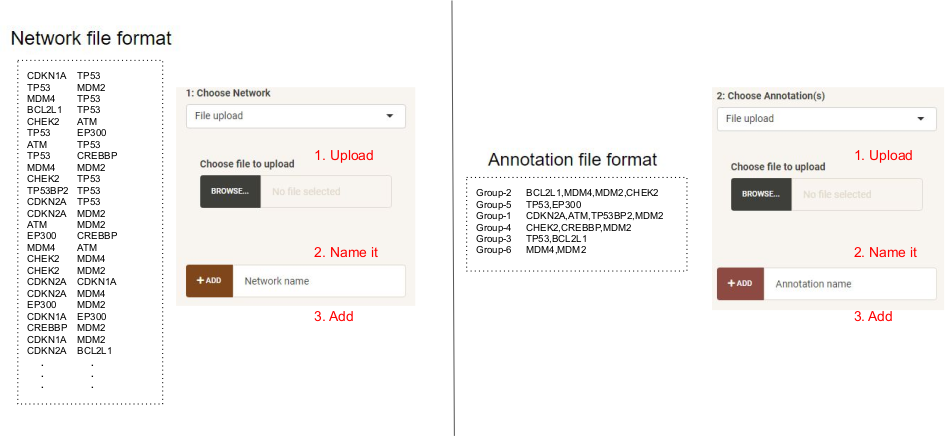 Network file format
CDKN1A TP53
TP53 MDM2
MDM4 TP53
BCL2L1 TP53
CHEK2 ATM
TP53 EP300
ATM TP53
TP53 CREBBP
MDM4 MDM2
CHEK2 TP53
TP53BP2 TP53
CDKN2A TP53
CDKN2A MDM2
ATM MDM2
EP300 CREBBP
MDM4 ATM
CHEK2 MDM4
CHEK2 MDM2
CDKN2A CDKN1A
CDKN2A MDM4
EP300 MDM2
CDKN1A EP300
CREBBP MDM2
CDKN1A MDM2
CDKN2A BCL2L1
. .
. .
. .
1: Choose Network
File upload
1. Upload
Choose file to upload
BROWSE... No file selected
2. Name it
+ ADD Network name
3. Add
Annotation file format
Group-2 BCL2L1,MDM4,MDM2,CHEK2
Group-5 TP53,EP300
Group-1 CDKN2A,ATM,TP53BP2,MDM2
Group-4 CHEK2,CREBBP,MDM2
Group-3 TP53,BCL2L1
Group-6 MDM4,MDM2
2: Choose Annotation(s)
File upload
1. Upload
Choose file to upload
BROWSE... No file selected
2. Name it
+ ADD Annotation name
3. Add